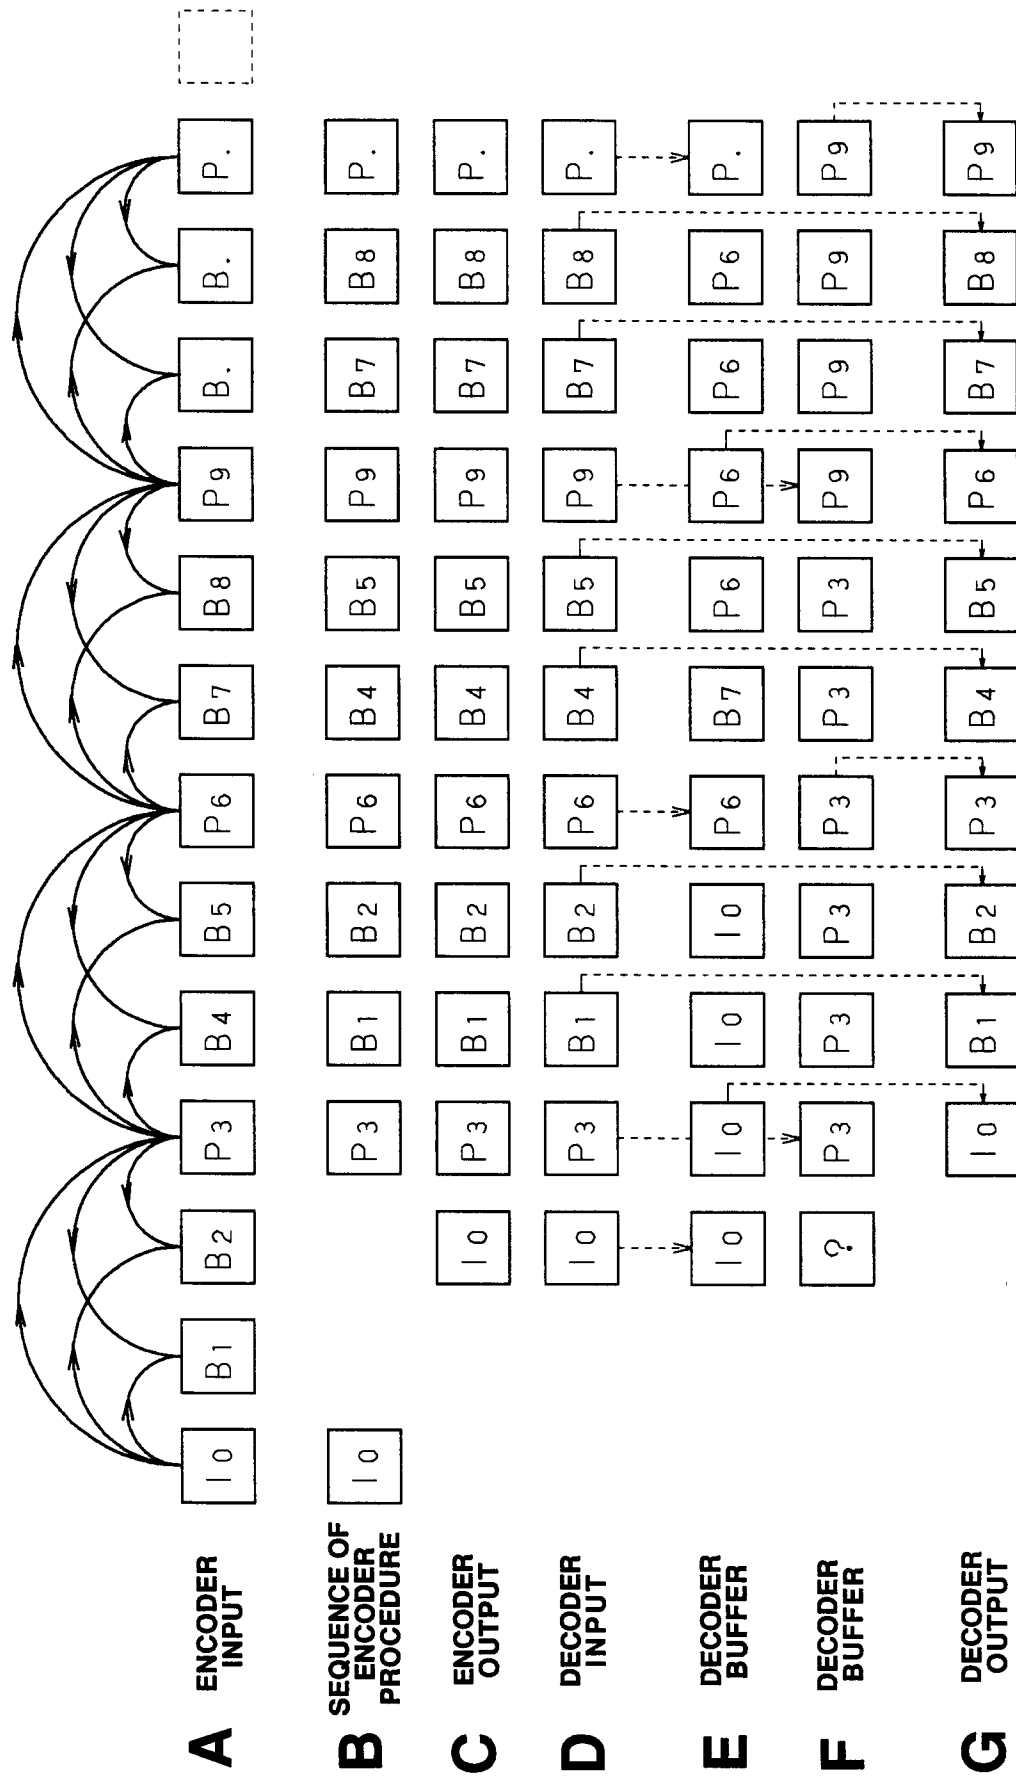 A ENCODER
INPUT
I0 B1 B2 P3 B4 B5 P6 B7 B8 P9 B. B. P.
B SEQUENCE OF
ENCODER
PROCEDURE
I0 P3 B1 B2 P6 B4 B5 P9 B7 B8 P.
C ENCODER
OUTPUT
I0 P3 B1 B2 P6 B4 B5 P9 B7 B8 P.
D DECODER
INPUT
I0 P3 B1 B2 P6 B4 B5 P9 B7 B8 P.
E DECODER
BUFFER
I0 I0 I0 I0 P6 B7 P6 P6 P6 P6 P.
F DECODER
BUFFER
? P3 P3 P3 P3 P3 P3 P9 P9 P9 P9
G DECODER
OUTPUT
I0 B1 B2 P3 B4 B5 P6 B7 B8 P9